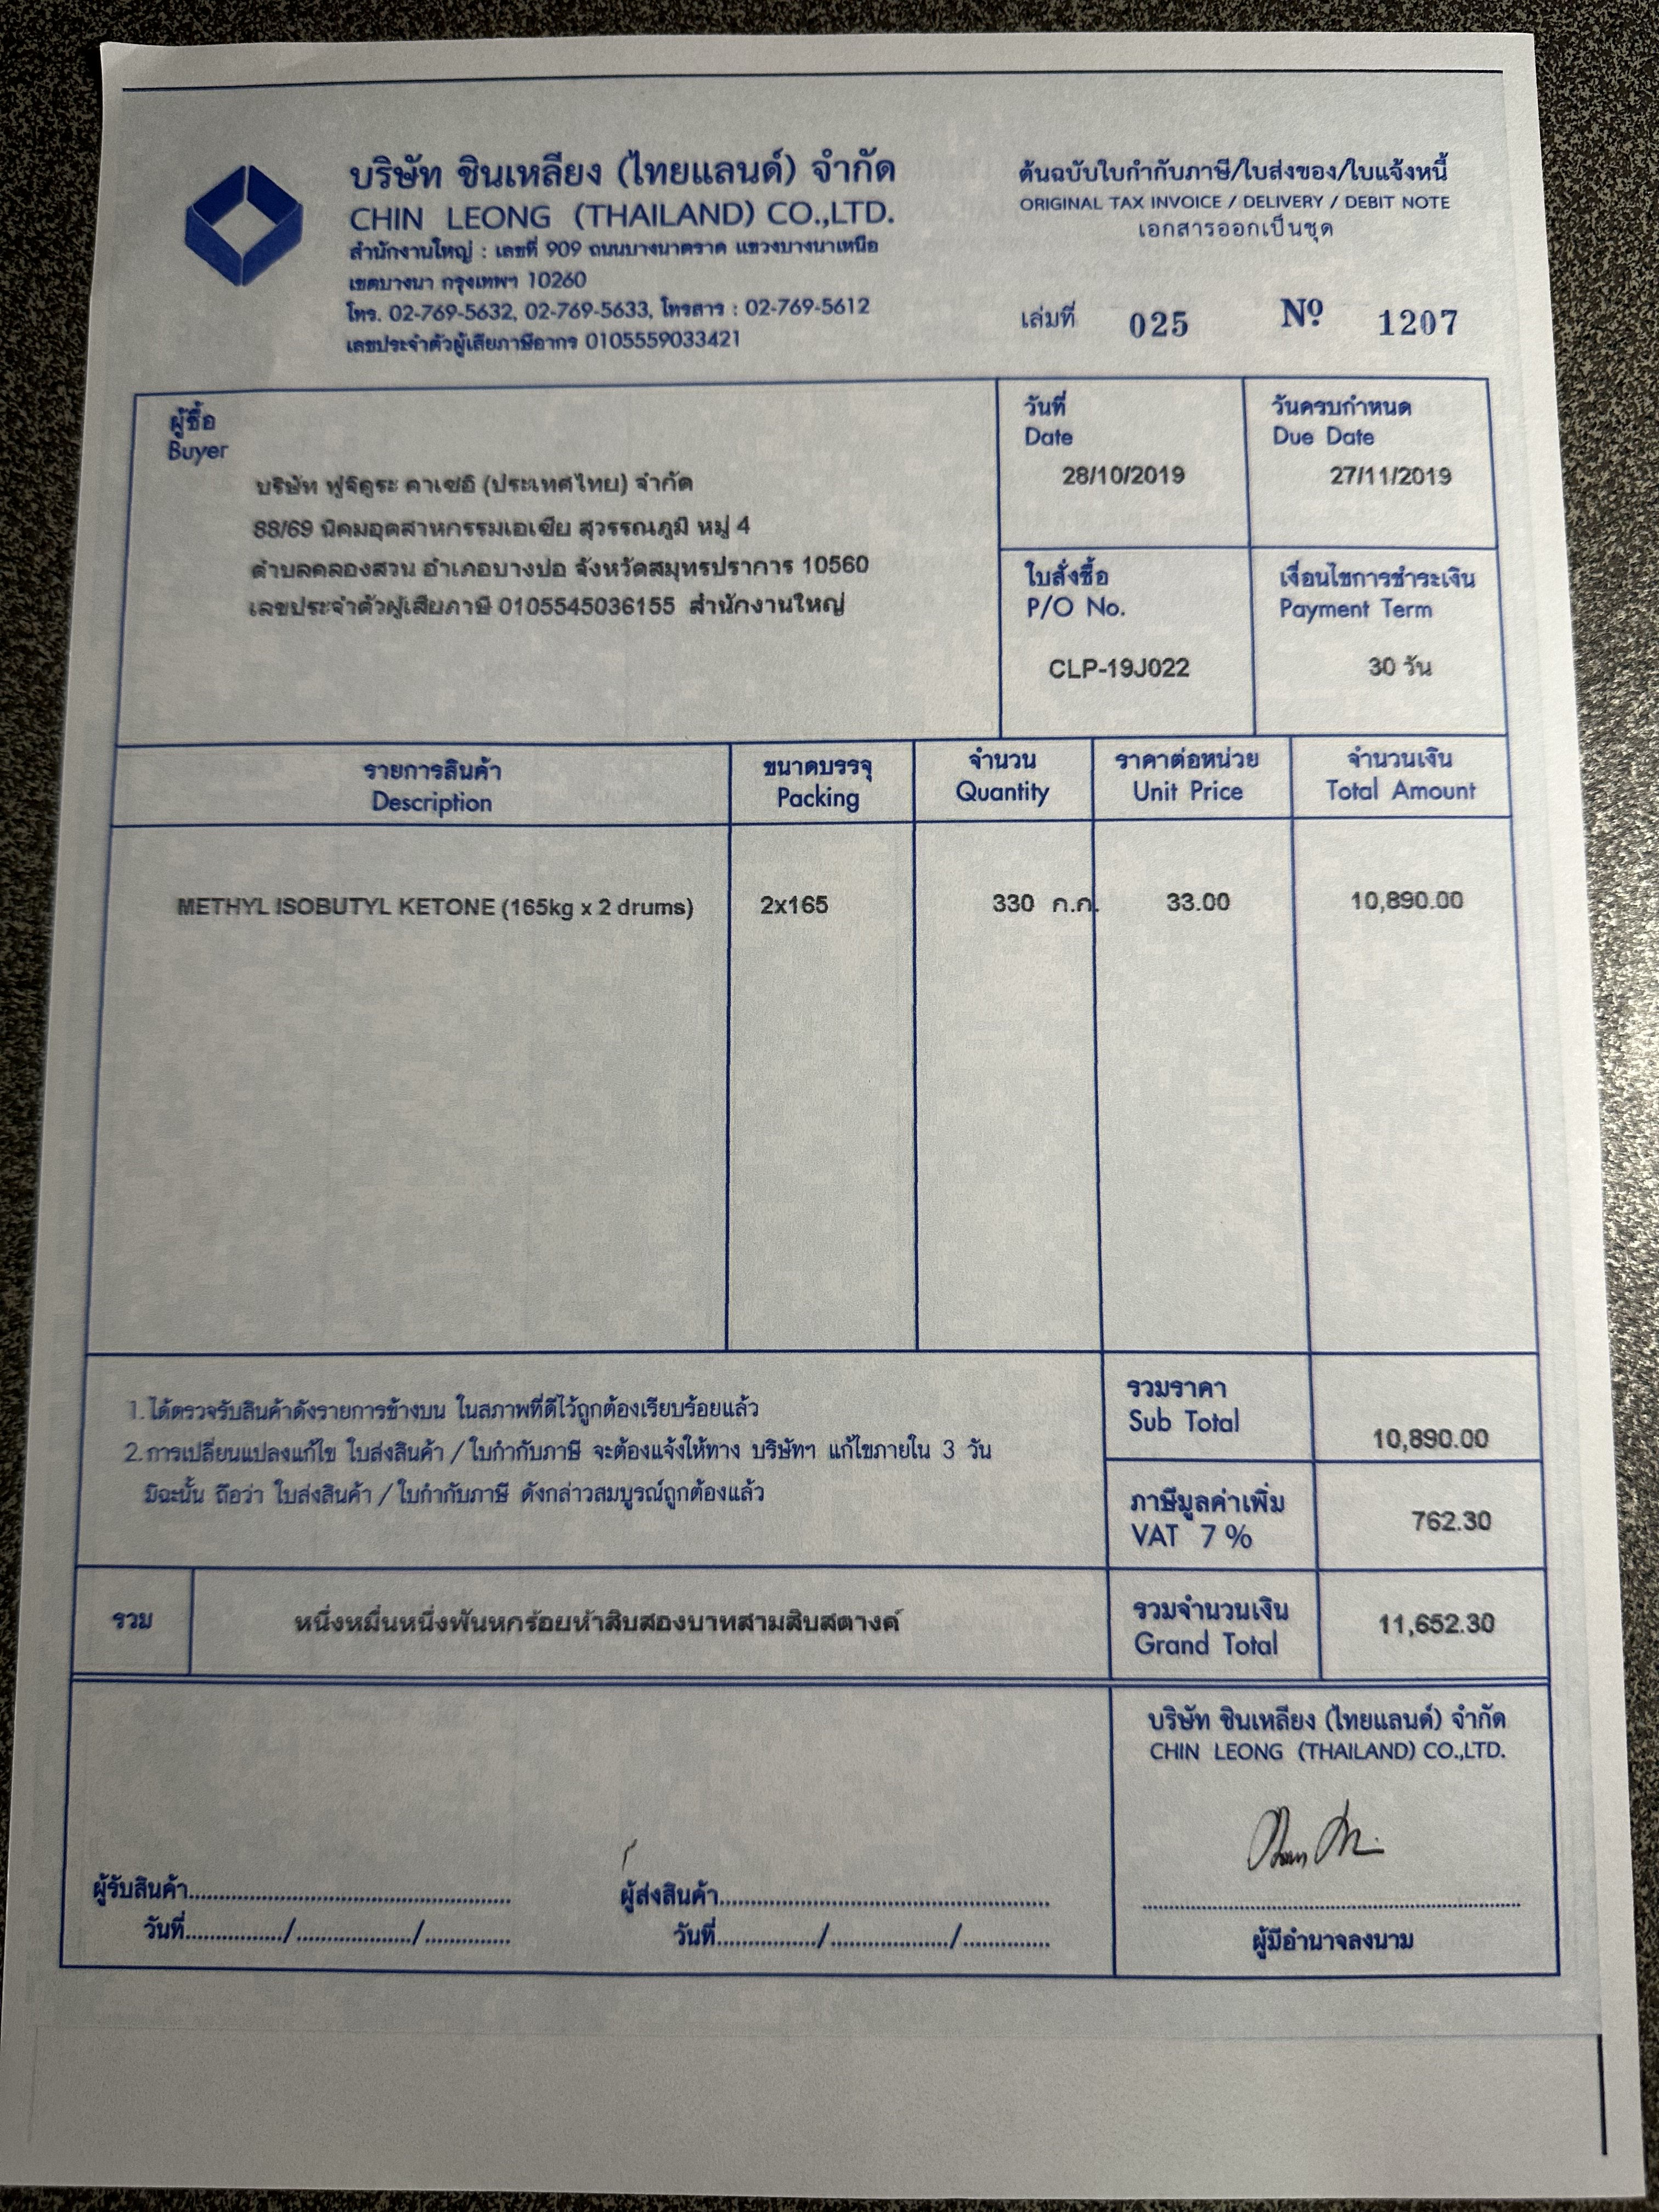 บริษัท ชินเหลียง (ไทยแลนด์) จำกัด
CHIN LEONG (THAILAND) CO.,LTD.
สำนักงานใหญ่ : เลขที่ 909 ถนนบางนาตราด แขวงบางนาเหนือ
เขตบางนา กรุงเทพฯ 10260
โทร. 02-769-5632, 02-769-5633, โทรสาร : 02-769-5612
เลขประจำตัวผู้เสียภาษีอากร 0105559033421
ต้นฉบับใบกำกับภาษี/ใบส่งของ/ใบแจ้งหนี้
ORIGINAL TAX INVOICE / DELIVERY / DEBIT NOTE
เอกสารออกเป็นชุด
เล่มที่ 025 Nº 1207
ผู้ซื้อ
Buyer
บริษัท ฟูจิคูระ คาเซอิ (ประเทศไทย) จำกัด
88/69 นิคมอุตสาหกรรมเอเซีย สุวรรณภูมิ หมู่ 4
ตำบลคลองสวน อำเภอบางบ่อ จังหวัดสมุทรปราการ 10560
เลขประจำตัวผู้เสียภาษี 0105545036155 สำนักงานใหญ่
วันที่
Date
28/10/2019
วันครบกำหนด
Due Date
27/11/2019
ใบสั่งซื้อ
P/O No.
CLP-19J022
เงื่อนไขการชำระเงิน
Payment Term
30 วัน
รายการสินค้า ขนาดบรรจุ จำนวน ราคาต่อหน่วย จำนวนเงิน
Description Packing Quantity Unit Price Total Amount
METHYL ISOBUTYL KETONE (165kg x 2 drums) 2x165 330 ก.ก. 33.00 10,890.00
1. ได้ตรวจรับสินค้าดังรายการข้างบน ในสภาพที่ดีไว้ถูกต้องเรียบร้อยแล้ว
2. การเปลี่ยนแปลงแก้ไข ใบส่งสินค้า / ใบกำกับภาษี จะต้องแจ้งให้ทาง บริษัทฯ แก้ไขภายใน 3 วัน
มิฉะนั้น ถือว่า ใบส่งสินค้า / ใบกำกับภาษี ดังกล่าวสมบูรณ์ถูกต้องแล้ว
รวมราคา
Sub Total 10,890.00
ภาษีมูลค่าเพิ่ม
VAT 7 % 762.30
รวม หนึ่งหมื่นหนึ่งพันหกร้อยห้าสิบสองบาทสามสิบสตางค์
รวมจำนวนเงิน
Grand Total 11,652.30
บริษัท ชินเหลียง (ไทยแลนด์) จำกัด
CHIN LEONG (THAILAND) CO.,LTD.
ผู้รับสินค้า....................
วันที่............/............/............
ผู้ส่งสินค้า....................
วันที่............/............/............
ผู้มีอำนาจลงนาม